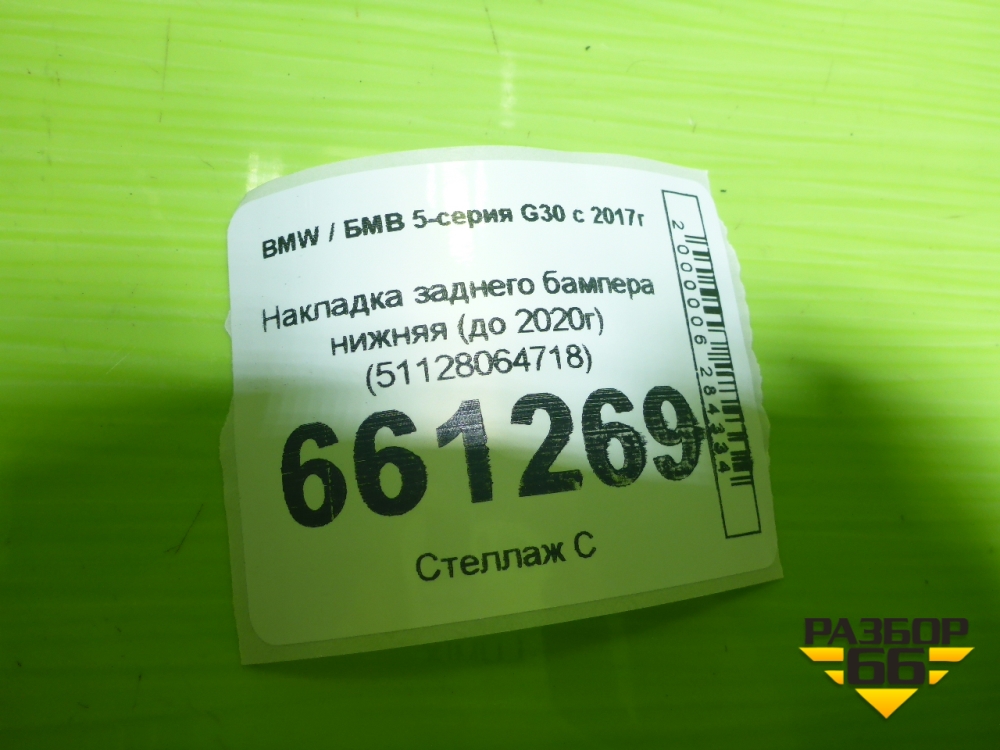 BMW / БМВ 5-серия G30 с 2017г
Накладка заднего бампера
нижняя (до 2020г)
(51128064718)
661269
Стеллаж С
2000006284334
РАЗБОР
66